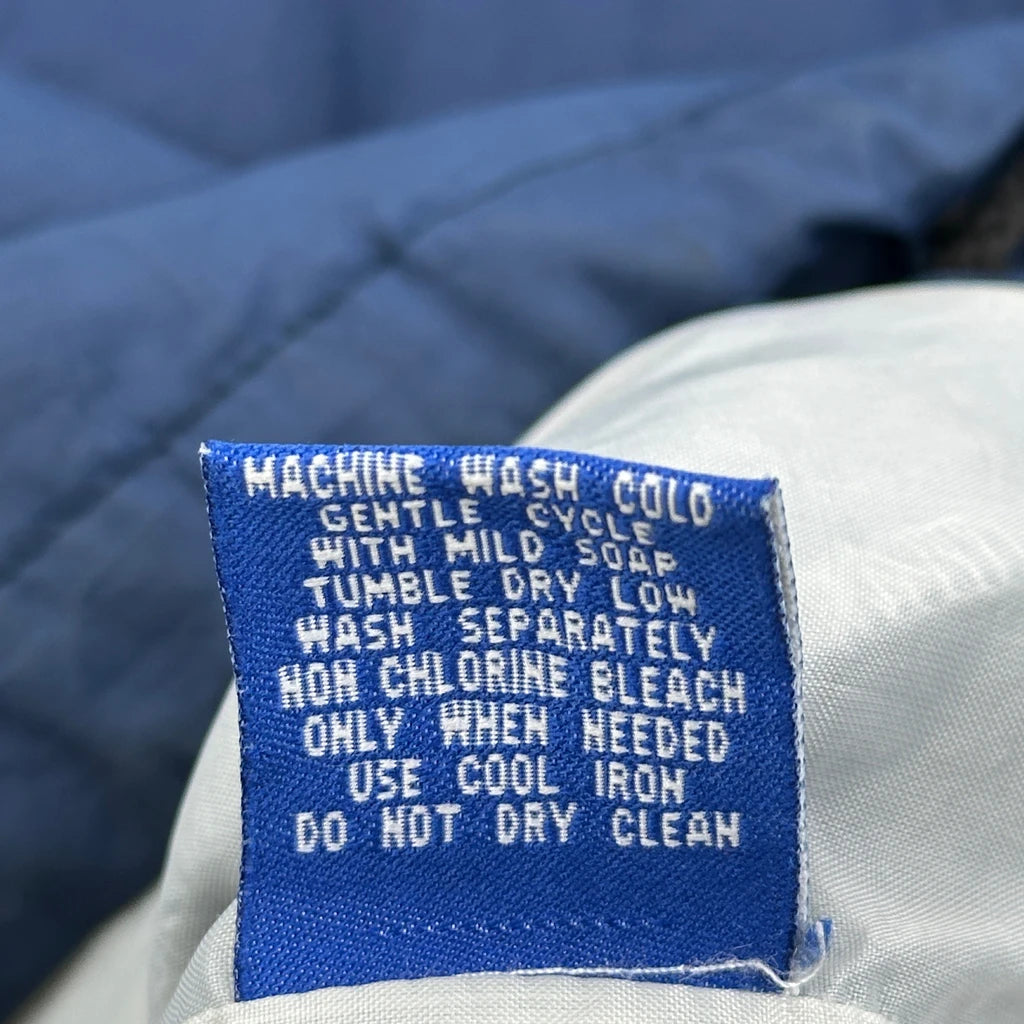 MACHINE WASH COLD
GENTLE CYCLE
WITH MILD SOAP
TUMBLE DRY LOW
WASH SEPARATELY
NON CHLORINE BLEACH
ONLY WHEN NEEDED
USE COOL IRON
DO NOT DRY CLEAN